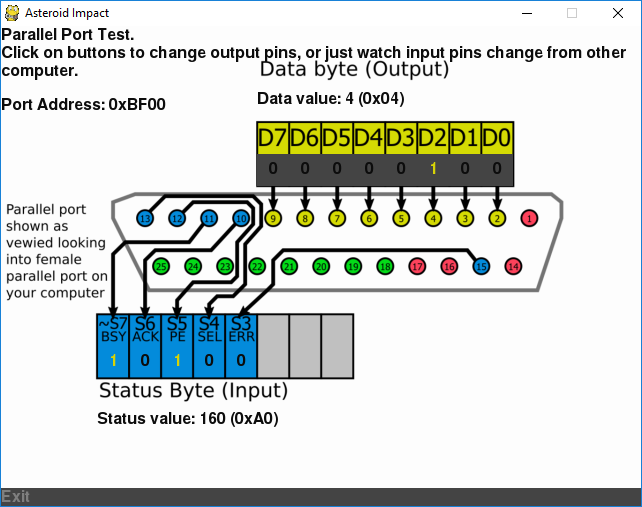 Asteroid Impact
Parallel Port Test.
Click on buttons to change output pins, or just watch input pins change from other
computer.
Data byte (Output)
Port Address: 0xBF00
Data value: 4 (0x04)
D7 D6 D5 D4 D3 D2 D1 D0
0 0 0 0 0 1 0 0
Parallel port
shown as
vewied looking
into female
parallel port on
your computer
13 12 11 10 9 8 7 6 5 4 3 2 1
25 24 23 22 21 20 19 18 17 16 15 14
~S7 S6 S5 S4 S3
BSY ACK PE SEL ERR
1 0 1 0 0
Status Byte (Input)
Status value: 160 (0xA0)
Exit